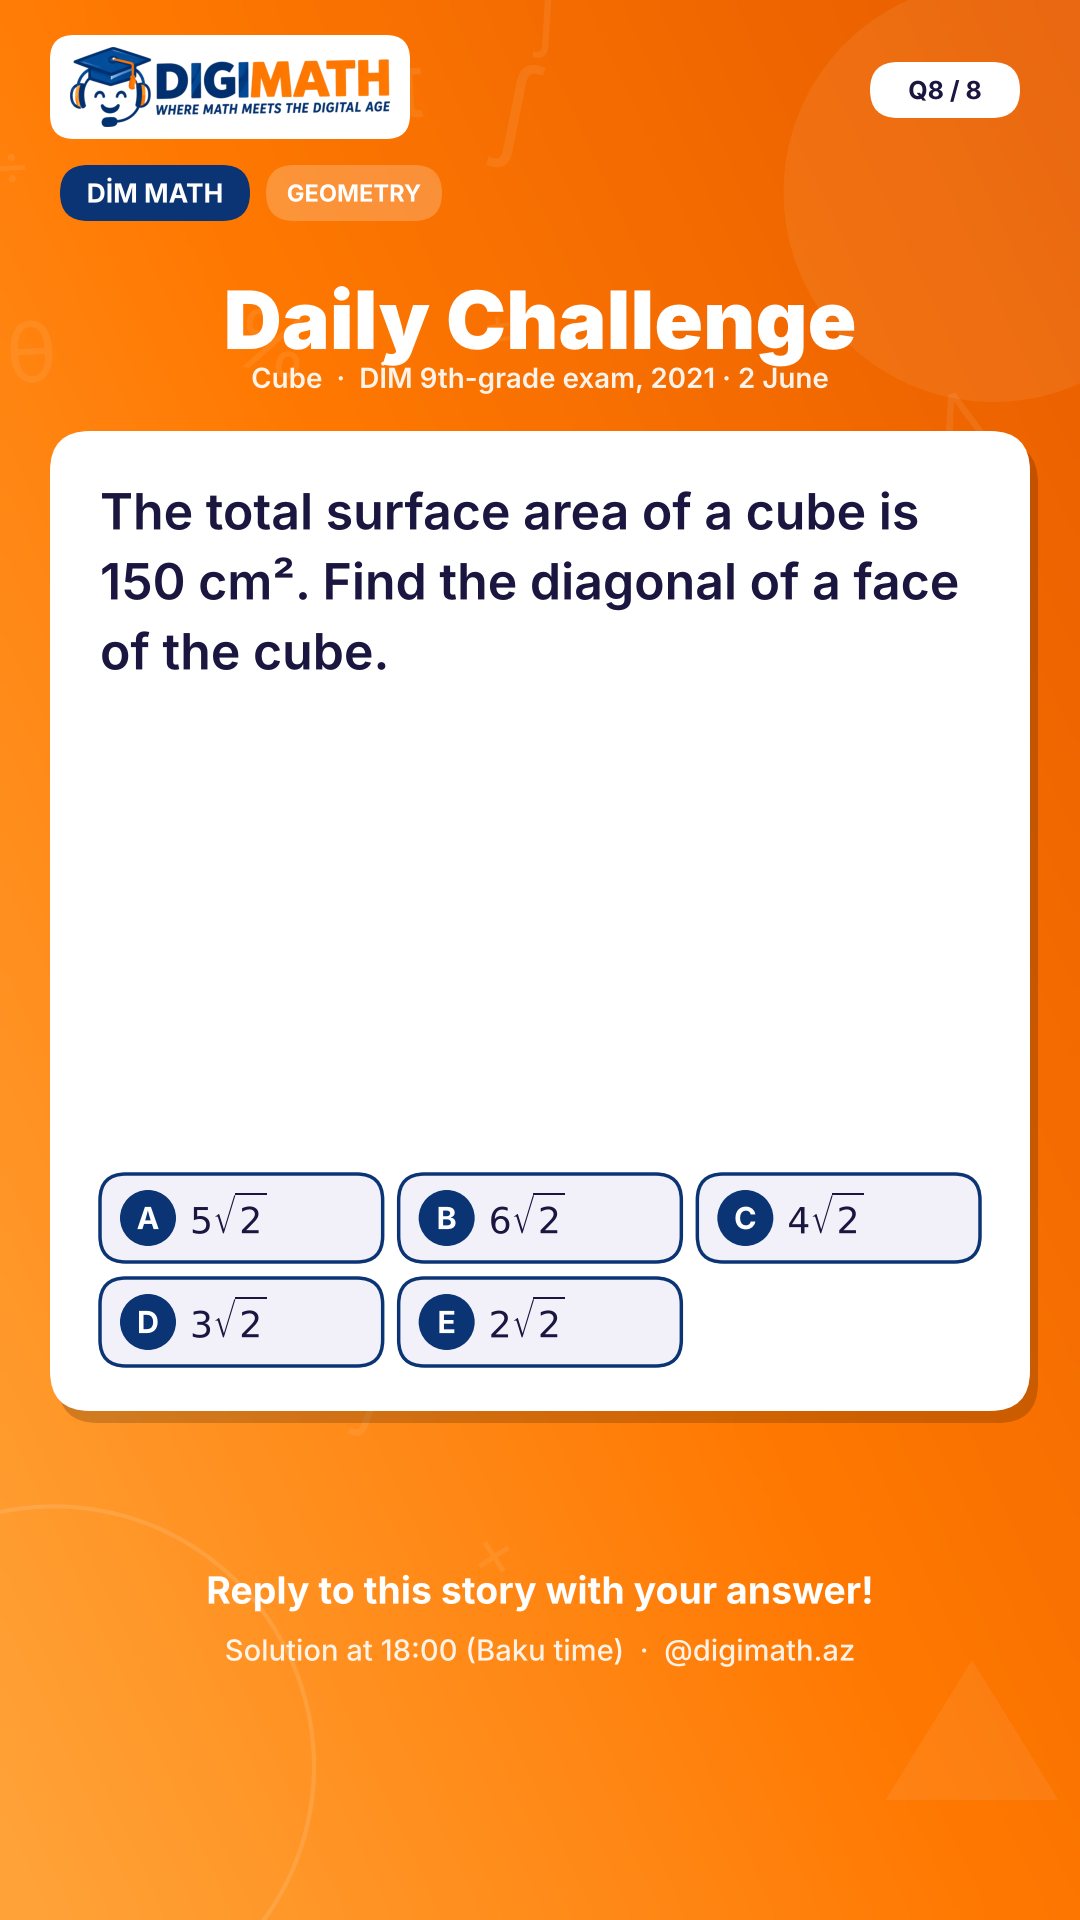 DIGIMATH
WHERE MATH MEETS THE DIGITAL AGE
Q8 / 8
DİM MATH
GEOMETRY
Daily Challenge
Cube · DİM 9th-grade exam, 2021 · 2 June
The total surface area of a cube is
150 cm². Find the diagonal of a face
of the cube.
A 5√2
B 6√2
C 4√2
D 3√2
E 2√2
Reply to this story with your answer!
Solution at 18:00 (Baku time) · @digimath.az